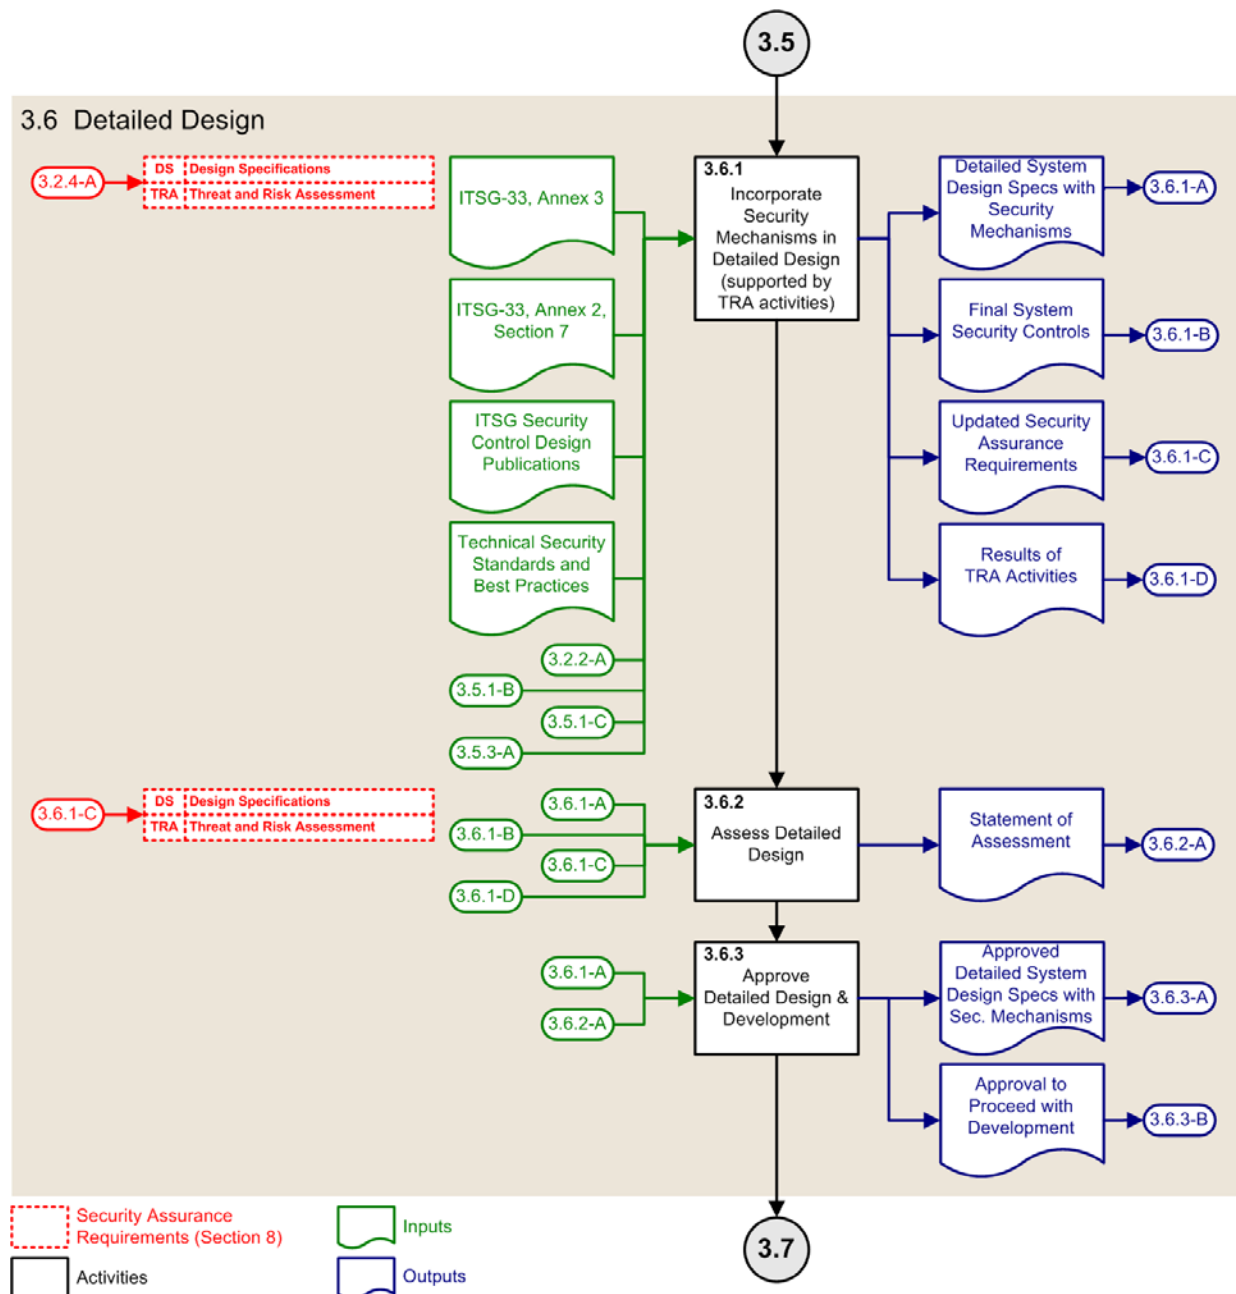 3.5
3.6 Detailed Design
3.2.4-A
DS Design Specifications
TRA Threat and Risk Assessment
ITSG-33, Annex 3
ITSG-33, Annex 2,
Section 7
ITSG Security
Control Design
Publications
Technical Security
Standards and
Best Practices
3.2.2-A
3.5.1-B
3.5.1-C
3.5.3-A
3.6.1
Incorporate
Security
Mechanisms in
Detailed Design
(supported by
TRA activities)
Detailed System
Design Specs with
Security
Mechanisms
3.6.1-A
Final System
Security Controls
3.6.1-B
Updated Security
Assurance
Requirements
3.6.1-C
Results of
TRA Activities
3.6.1-D
3.6.1-C
DS Design Specifications
TRA Threat and Risk Assessment
3.6.1-A
3.6.1-B
3.6.1-C
3.6.1-D
3.6.2
Assess Detailed
Design
Statement of
Assessment
3.6.2-A
3.6.1-A
3.6.2-A
3.6.3
Approve
Detailed Design &
Development
Approved
Detailed System
Design Specs with
Sec. Mechanisms
3.6.3-A
Approval to
Proceed with
Development
3.6.3-B
3.7
Security Assurance
Requirements (Section 8)
Inputs
Activities
Outputs